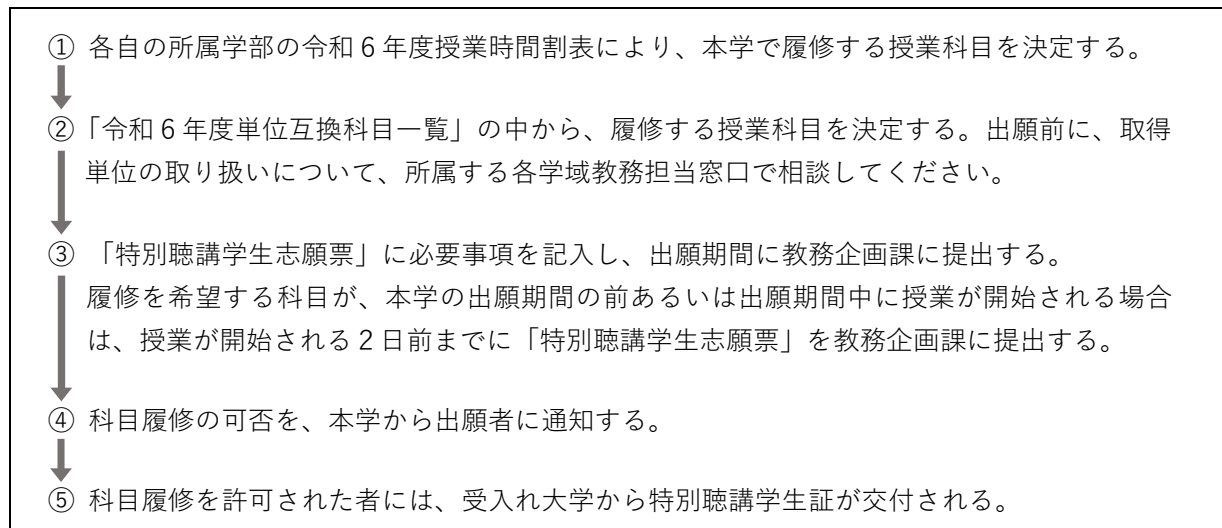 ① 各自の所属学部の令和６年度授業時間割表により、本学で履修する授業科目を決定する。
②「令和６年度単位互換科目一覧」の中から、履修する授業科目を決定する。出願前に、取得
単位の取り扱いについて、所属する各学域教務担当窓口で相談してください。
③ 「特別聴講学生志願票」に必要事項を記入し、出願期間に教務企画課に提出する。
履修を希望する科目が、本学の出願期間の前あるいは出願期間中に授業が開始される場合
は、授業が開始される２日前までに「特別聴講学生志願票」を教務企画課に提出する。
④ 科目履修の可否を、本学から出願者に通知する。
⑤ 科目履修を許可された者には、受入れ大学から特別聴講学生証が交付される。